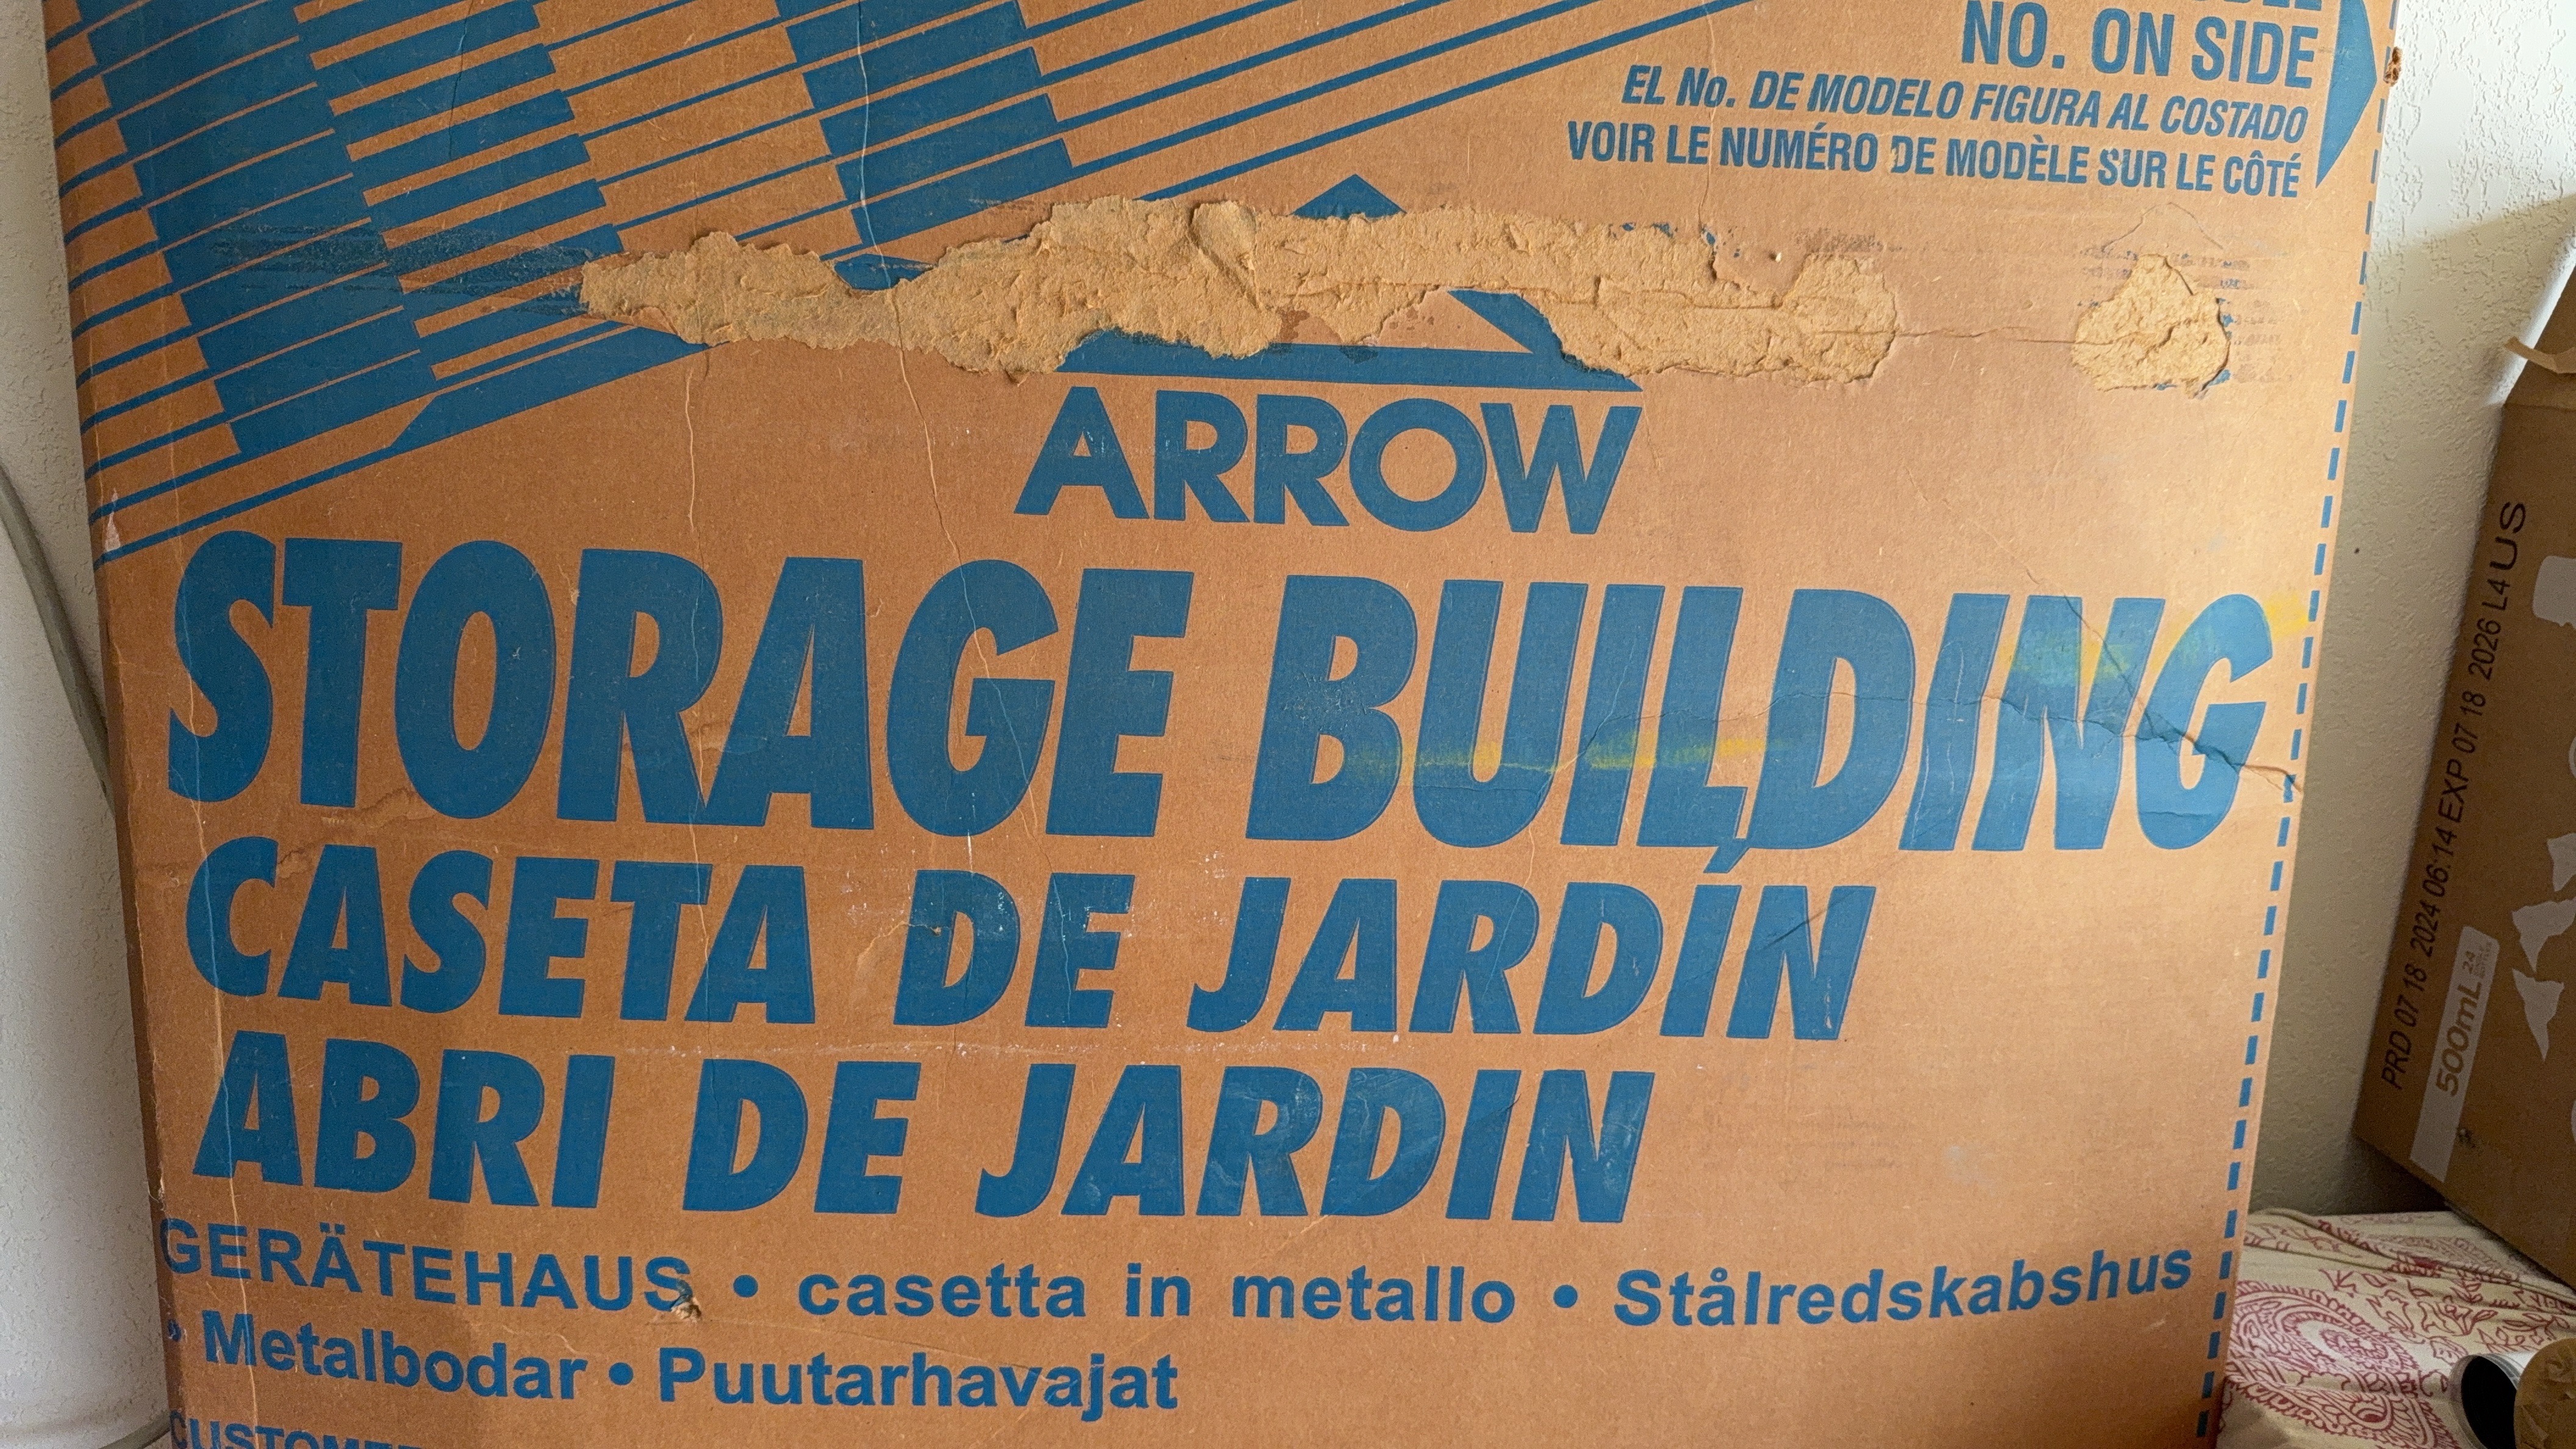 NO. ON SIDE
EL No. DE MODELO FIGURA AL COSTADO
VOIR LE NUMÉRO DE MODÈLE SUR LE CÔTÉ
ARROW
STORAGE BUILDING
CASETA DE JARDÍN
ABRI DE JARDIN
GERÄTEHAUS • casetta in metallo • Stålredskabshus
• Metalbodar • Puutarhavajat
PRD 07 18 2024 06:14 EXP 07 18 2026 L4 US
500mL 24